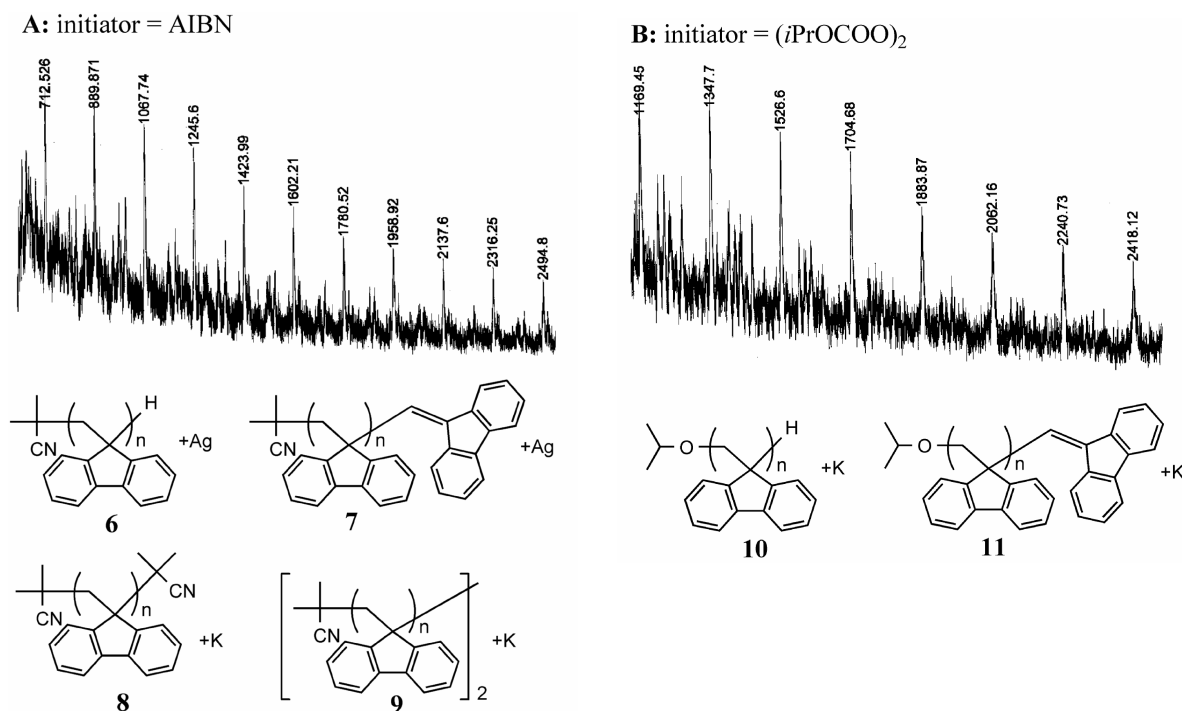 A: initiator = AIBN
712.526
889.871
1067.74
1245.6
1423.99
1602.21
1780.52
1958.92
2137.6
2316.25
2494.8
H
CN
n
+Ag
6
CN
n
+Ag
7
CN
n
CN
+K
8
CN
n
2
+K
9
B: initiator = (iPrOCOO)2
1169.45
1347.7
1526.6
1704.68
1883.87
2062.16
2240.73
2418.12
O
H
n
+K
10
O
n
+K
11